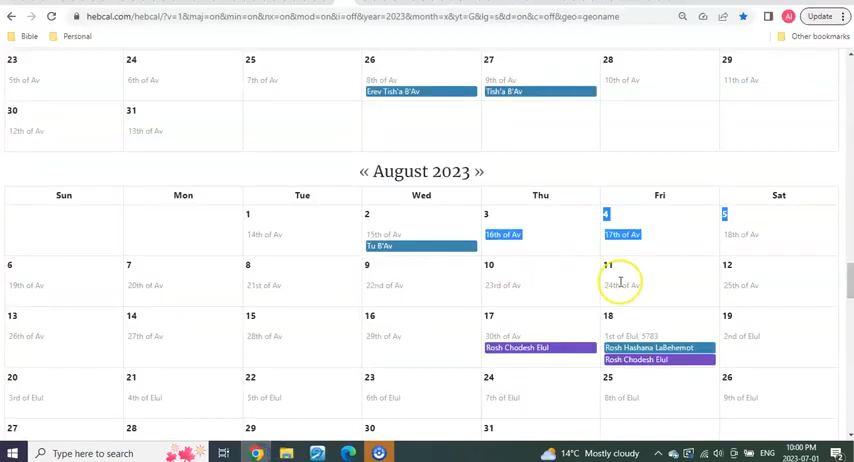 hebcal.com/hebcal/?v=1&maj=on&min=on&nx=on&mod=on&i=off&year=2023&month=x&yt=G&lg=s&d=on&c=off&geo=geoname
AI
Update
Bible Personal Other bookmarks
23 24 25 26 27 28 29
5th of Av 6th of Av 7th of Av 8th of Av 9th of Av 10th of Av 11th of Av
Erev Tish'a B'Av Tish'a B'Av
30 31
12th of Av 13th of Av
« August 2023 »
Sun Mon Tue Wed Thu Fri Sat
1 2 3 4 5
14th of Av 15th of Av 16th of Av 17th of Av 18th of Av
Tu B'Av
6 7 8 9 10 11 12
19th of Av 20th of Av 21st of Av 22nd of Av 23rd of Av 24th of Av 25th of Av
13 14 15 16 17 18 19
26th of Av 27th of Av 28th of Av 29th of Av 30th of Av 1st of Elul, 5783 2nd of Elul
Rosh Chodesh Elul Rosh Hashana LaBehemot
Rosh Chodesh Elul
20 21 22 23 24 25 26
3rd of Elul 4th of Elul 5th of Elul 6th of Elul 7th of Elul 8th of Elul 9th of Elul
27 28 29 30 31
Type here to search
14°C Mostly cloudy
ENG
10:00 PM
2023-07-01
2